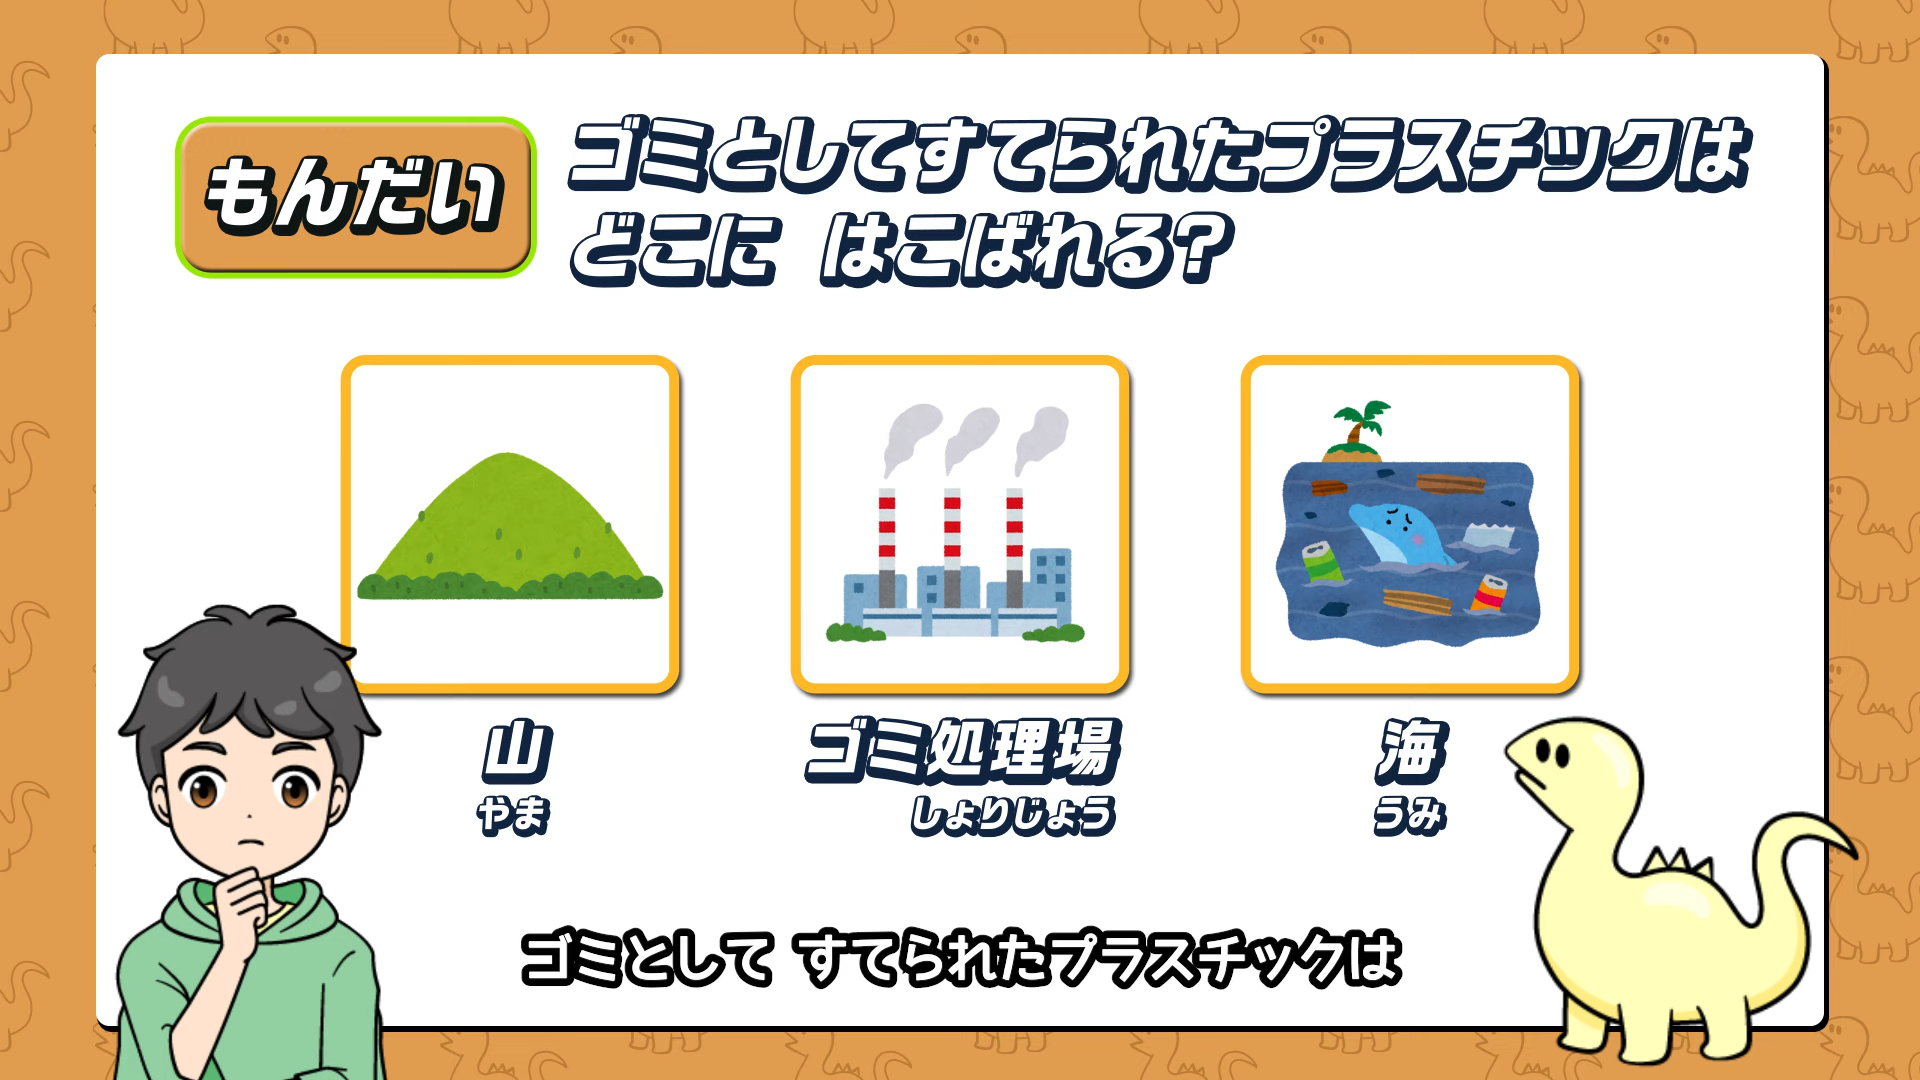 もんだい
ゴミとしてすてられたプラスチックは
どこに はこばれる?
山
やま
ゴミ処理場
しょりじょう
海
うみ
ゴミとして すてられたプラスチックは